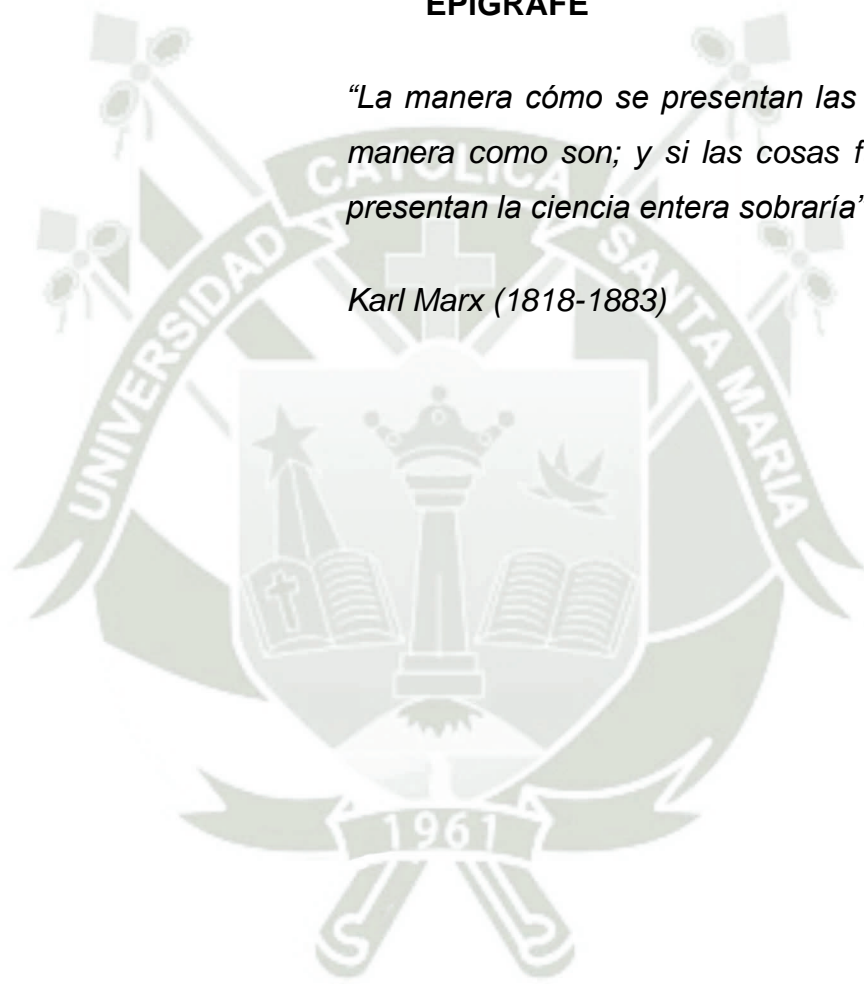 EPÍGRAFE
“La manera cómo se presentan las
manera como son; y si las cosas f
presentan la ciencia entera sobraría”
Karl Marx (1818-1883)
UNIVERSIDAD CATOLICA SANTA MARIA
1961